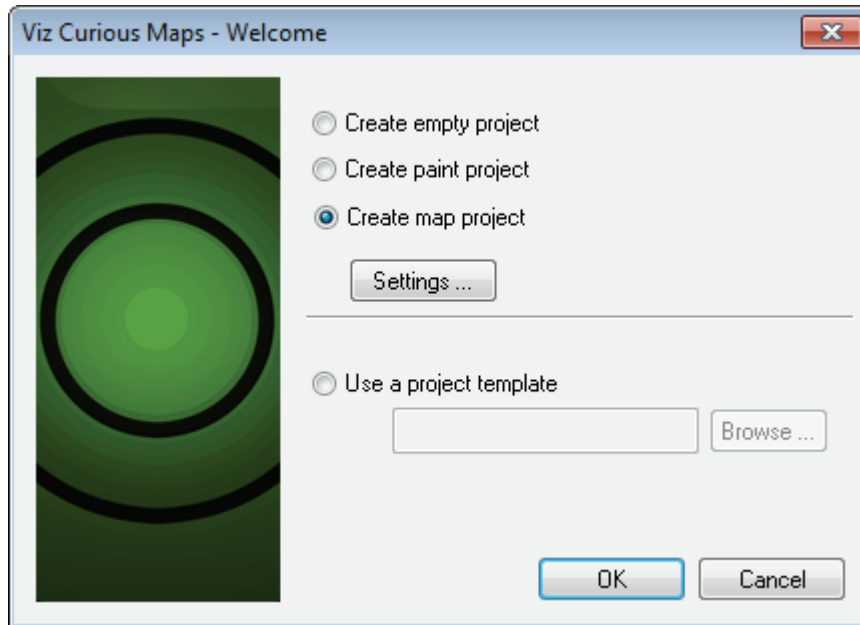 Viz Curious Maps - Welcome
Create empty project
Create paint project
Create map project
Settings ...
Use a project template
Browse ...
OK
Cancel